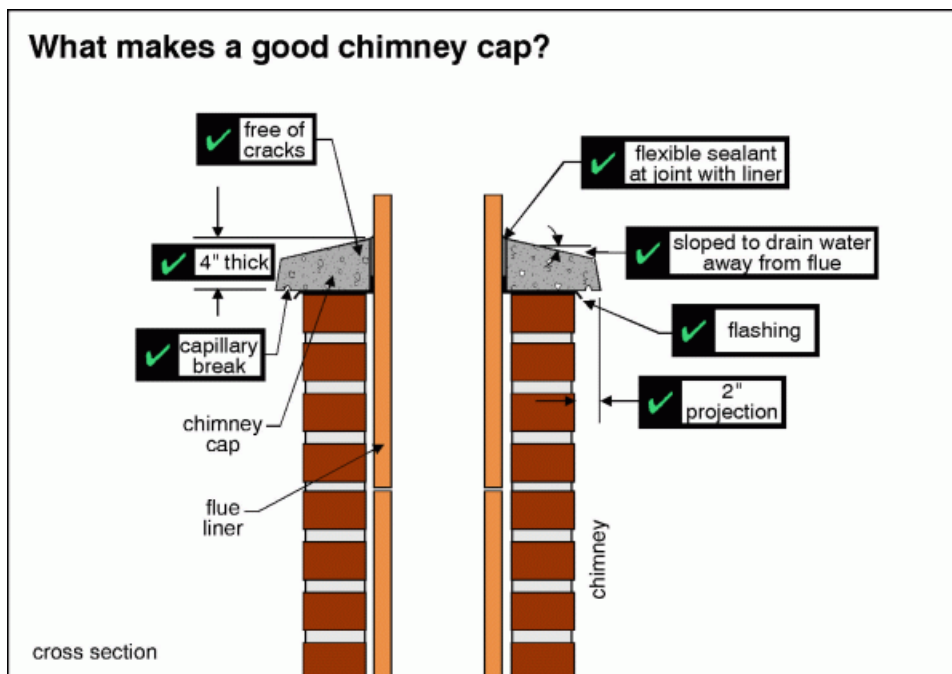 What makes a good chimney cap?
free of
cracks
flexible sealant
at joint with liner
4" thick
sloped to drain water
away from flue
capillary
break
flashing
2"
projection
chimney
cap
flue
liner
chimney
cross section